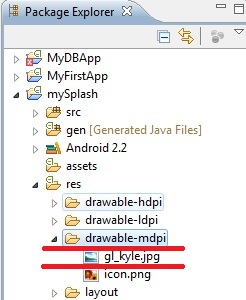 Package Explorer
MyDBApp
MyFirstApp
mySplash
src
gen [Generated Java Files]
Android 2.2
assets
res
drawable-hdpi
drawable-ldpi
drawable-mdpi
gl_kyle.jpg
icon.png
layout